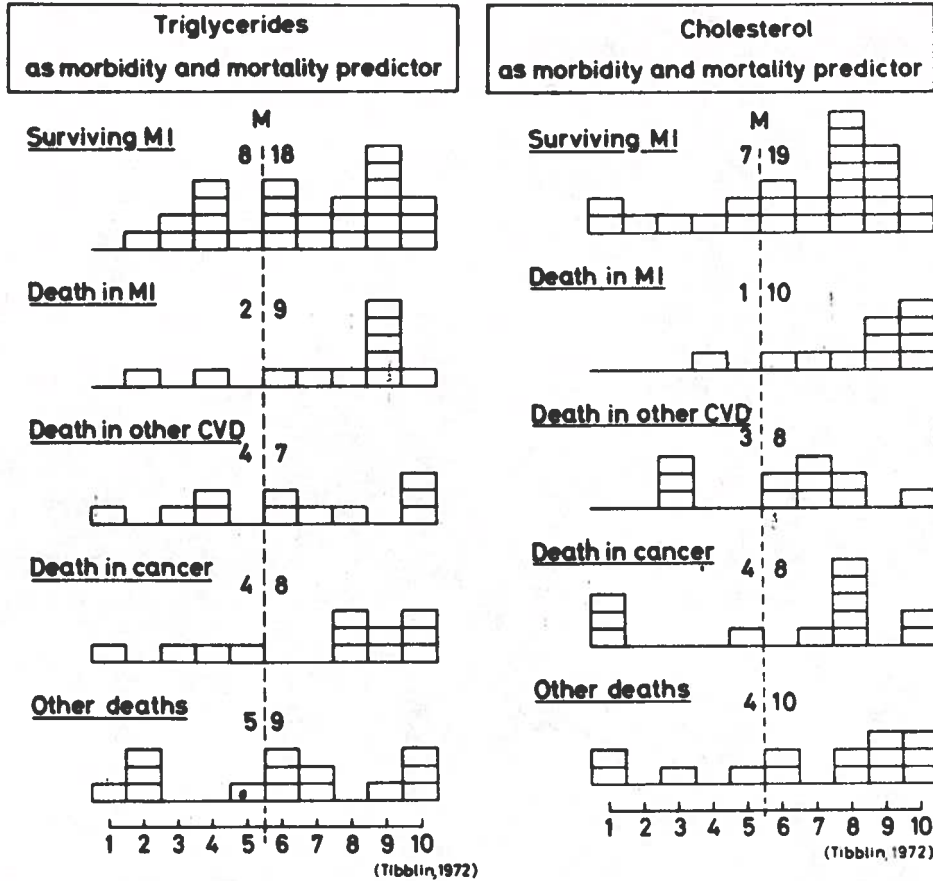 Triglycerides
as morbidity and mortality predictor
M
Surviving MI
8 18
Death in MI
2 9
Death in other CVD
4 7
Death in cancer
4 8
Other deaths
5 9
1 2 3 4 5 6 7 8 9 10
(Tibblin, 1972)
Cholesterol
as morbidity and mortality predictor
M
Surviving MI
7 19
Death in MI
1 10
Death in other CVD
3 8
Death in cancer
4 8
Other deaths
4 10
1 2 3 4 5 6 7 8 9 10
(Tibblin, 1972)